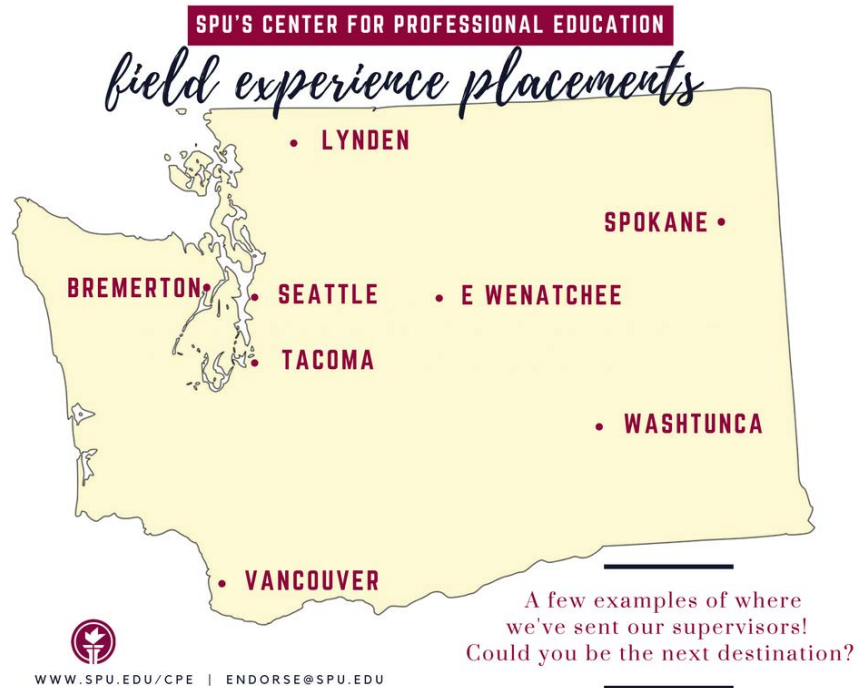 SPU'S CENTER FOR PROFESSIONAL EDUCATION
field experience placements
LYNDEN
SPOKANE
BREMERTON
SEATTLE
E WENATCHEE
TACOMA
WASHTUNCA
VANCOUVER
A few examples of where
we've sent our supervisors!
Could you be the next destination?
WWW.SPU.EDU/CPE | ENDORSE@SPU.EDU